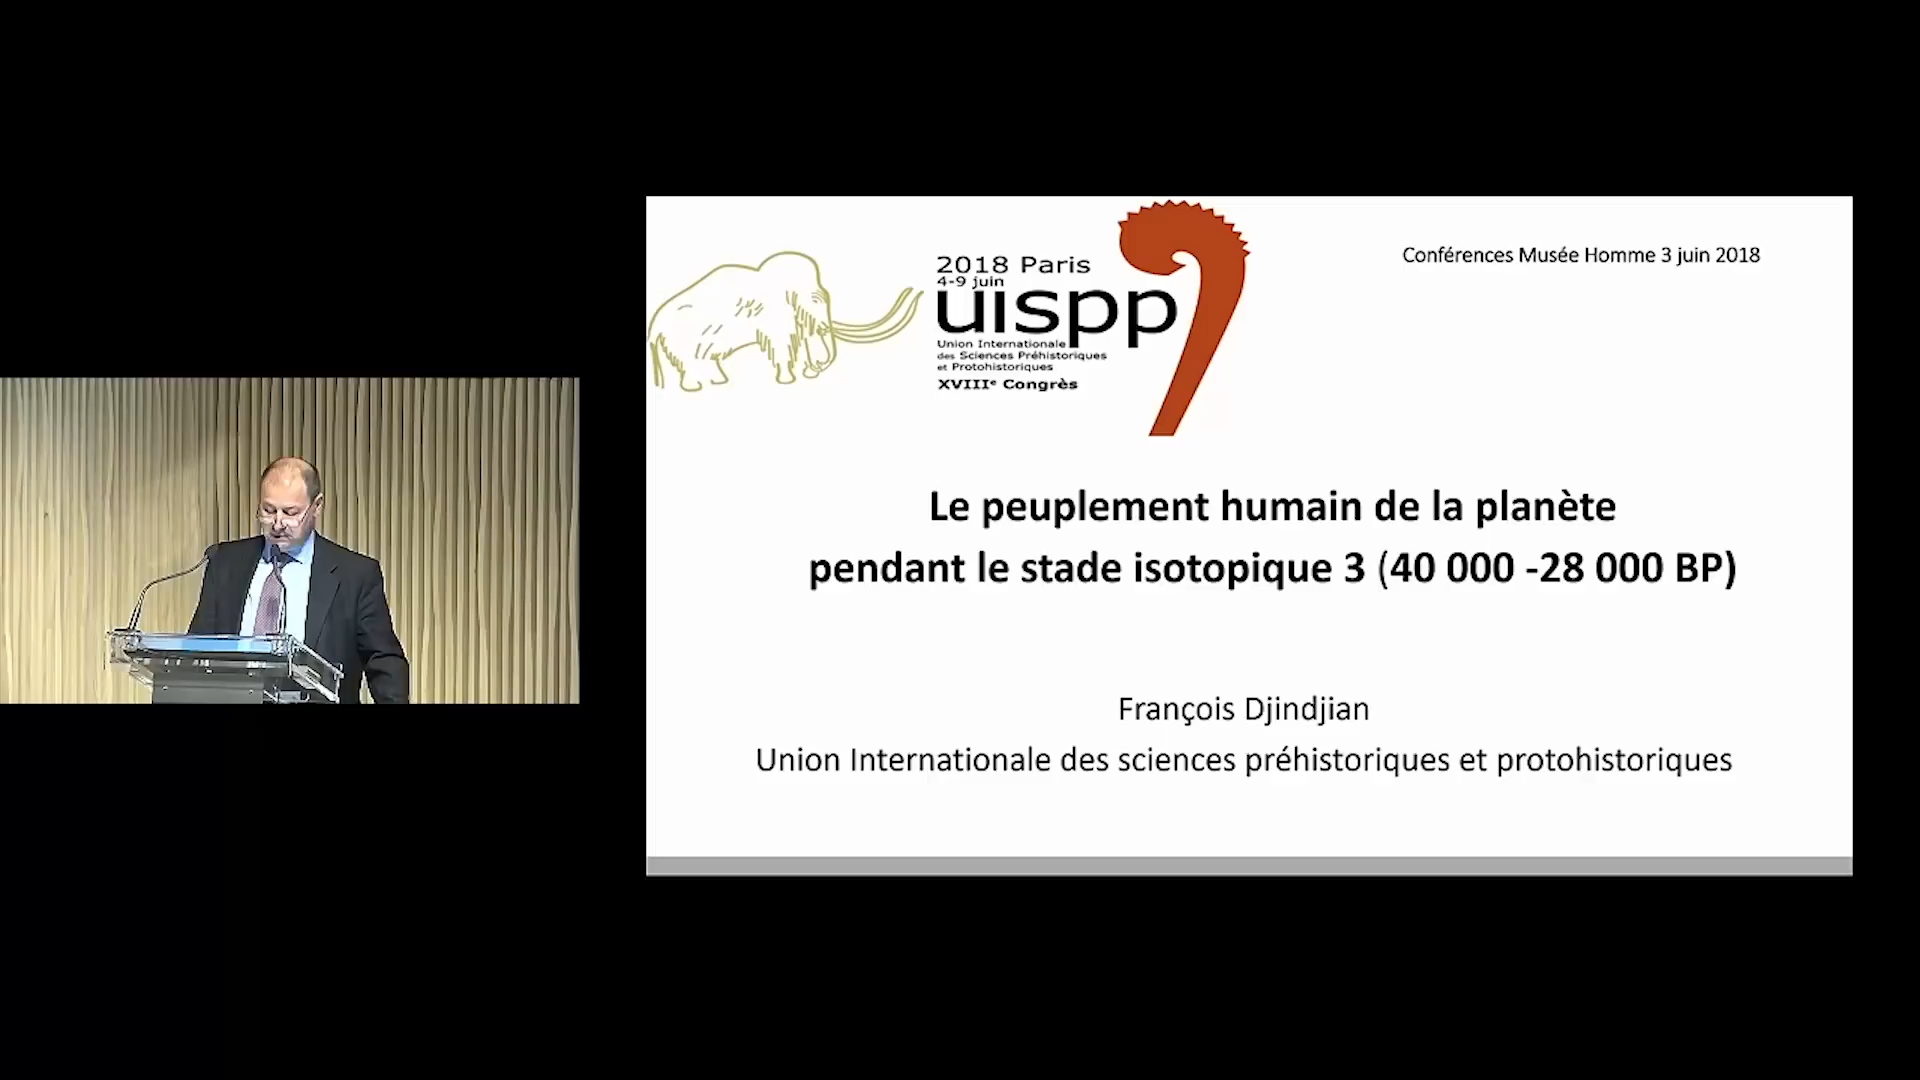 2018 Paris
4-9 juin
uispp
Union Internationale
des Sciences Préhistoriques
et Protohistoriques
XVIIIᵉ Congrès
Conférences Musée Homme 3 juin 2018
Le peuplement humain de la planète
pendant le stade isotopique 3 (40 000 -28 000 BP)
François Djindjian
Union Internationale des sciences préhistoriques et protohistoriques